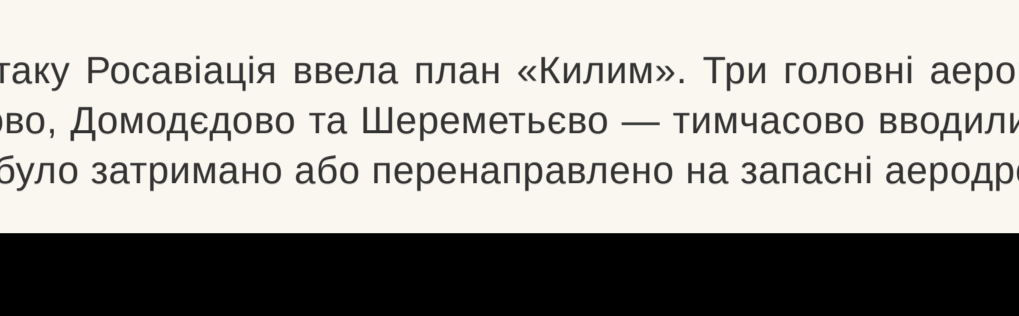 таку Росавіація ввела план «Килим». Три головні аеро
ово, Домодєдово та Шереметьєво — тимчасово вводили
було затримано або перенаправлено на запасні аеродро